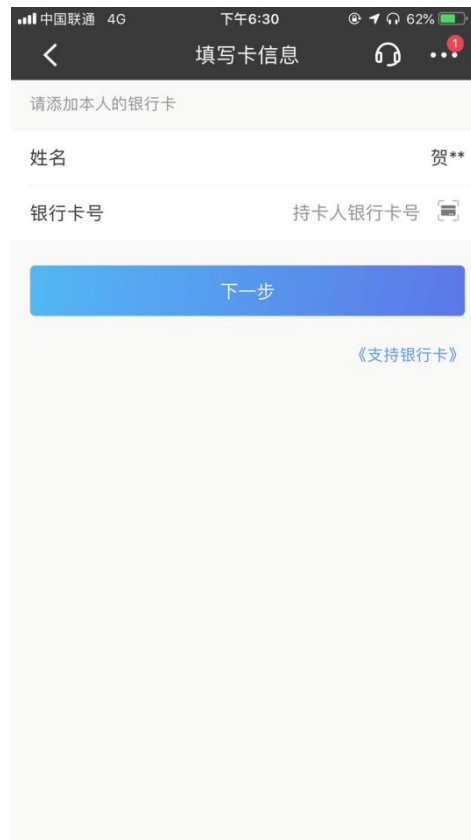 中国联通 4G 下午6:30 62%
填写卡信息 1
请添加本人的银行卡
姓名 贺**
银行卡号 持卡人银行卡号
下一步
《支持银行卡》